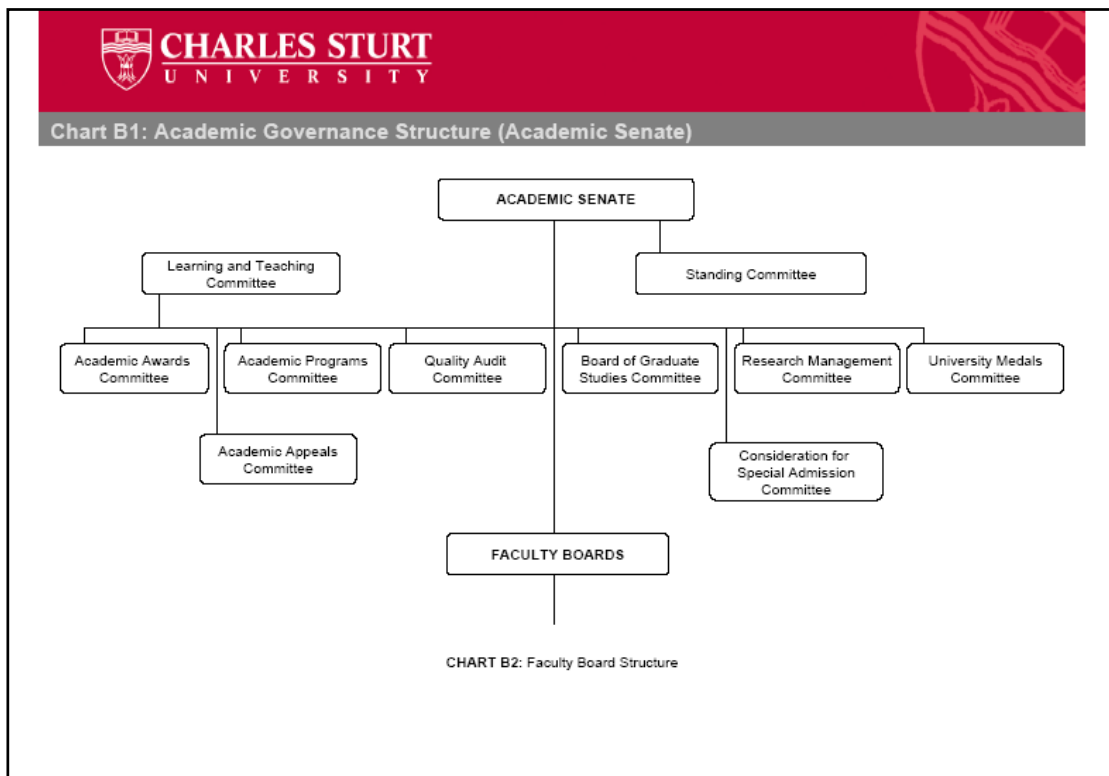 CHARLES STURT
UNIVERSITY
Chart B1: Academic Governance Structure (Academic Senate)
ACADEMIC SENATE
Learning and Teaching
Committee
Standing Committee
Academic Awards
Committee
Academic Programs
Committee
Quality Audit
Committee
Board of Graduate
Studies Committee
Research Management
Committee
University Medals
Committee
Academic Appeals
Committee
Consideration for
Special Admission
Committee
FACULTY BOARDS
CHART B2: Faculty Board Structure